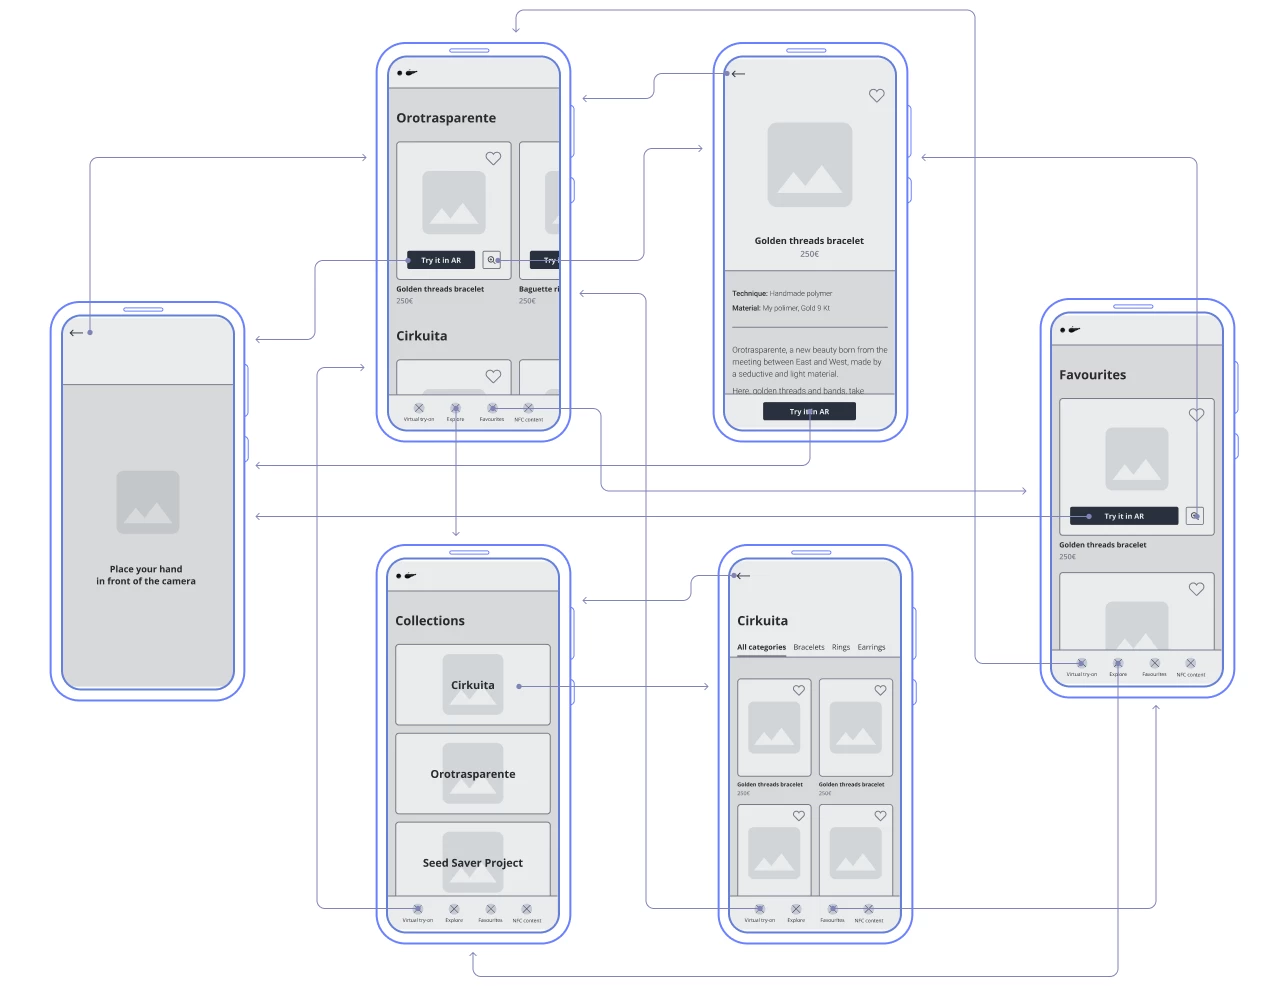 Orotrasparente
Try it in AR
Try
Golden threads bracelet
Baguette ri
250€
250€
Cirkuita
Virtual try-on
Explore
Favourites
NFC content
Golden threads bracelet
250€
Technique: Handmade polymer
Material: My polimer, Gold 9 Kt
Orotrasparente, a new beauty born from the
meeting between East and West, made by
a seductive and light material.
Here, golden threads and bands, take
Try it in AR
Place your hand
in front of the camera
Favourites
Try it in AR
Golden threads bracelet
250€
Virtual try-on
Explore
Favourites
NFC content
Collections
Cirkuita
Orotrasparente
Seed Saver Project
Virtual try-on
Explore
Favourites
NFC content
Cirkuita
All categories
Bracelets
Rings
Earrings
Golden threads bracelet
250€
Golden threads bracelet
250€
Virtual try-on
Explore
Favourites
NFC content